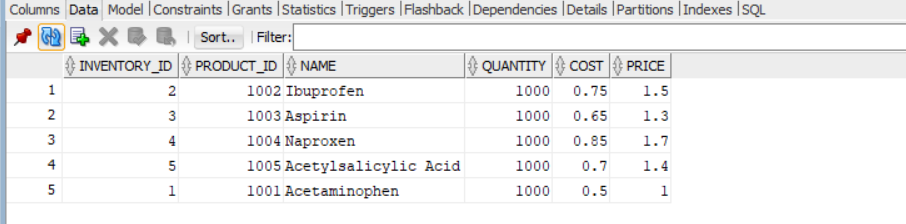 Columns Data Model |Constraints |Grants |Statistics |Triggers |Flashback |Dependencies |Details |Partitions |Indexes |SQL
Sort.. Filter:
INVENTORY_ID PRODUCT_ID NAME QUANTITY COST PRICE
1 2 1002 Ibuprofen 1000 0.75 1.5
2 3 1003 Aspirin 1000 0.65 1.3
3 4 1004 Naproxen 1000 0.85 1.7
4 5 1005 Acetylsalicylic Acid 1000 0.7 1.4
5 1 1001 Acetaminophen 1000 0.5 1